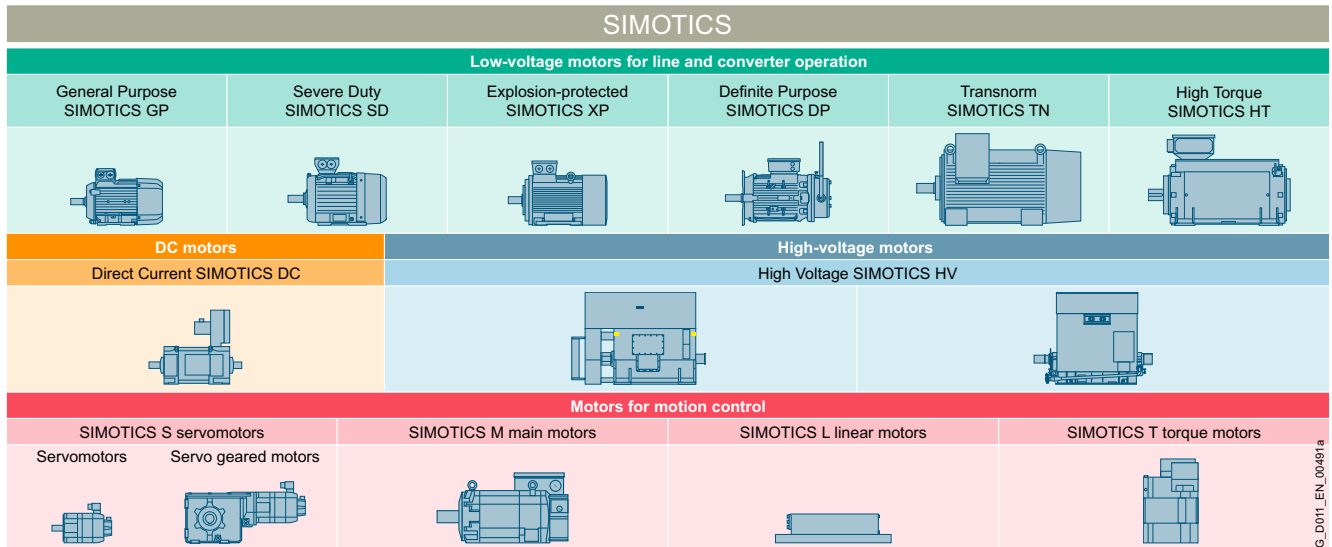 SIMOTICS
Low-voltage motors for line and converter operation
General Purpose
SIMOTICS GP
Severe Duty
SIMOTICS SD
Explosion-protected
SIMOTICS XP
Definite Purpose
SIMOTICS DP
Transnorm
SIMOTICS TN
High Torque
SIMOTICS HT
DC motors
High-voltage motors
Direct Current SIMOTICS DC
High Voltage SIMOTICS HV
Motors for motion control
SIMOTICS S servomotors
SIMOTICS M main motors
SIMOTICS L linear motors
SIMOTICS T torque motors
Servomotors
Servo geared motors
G_D011_EN_00491a